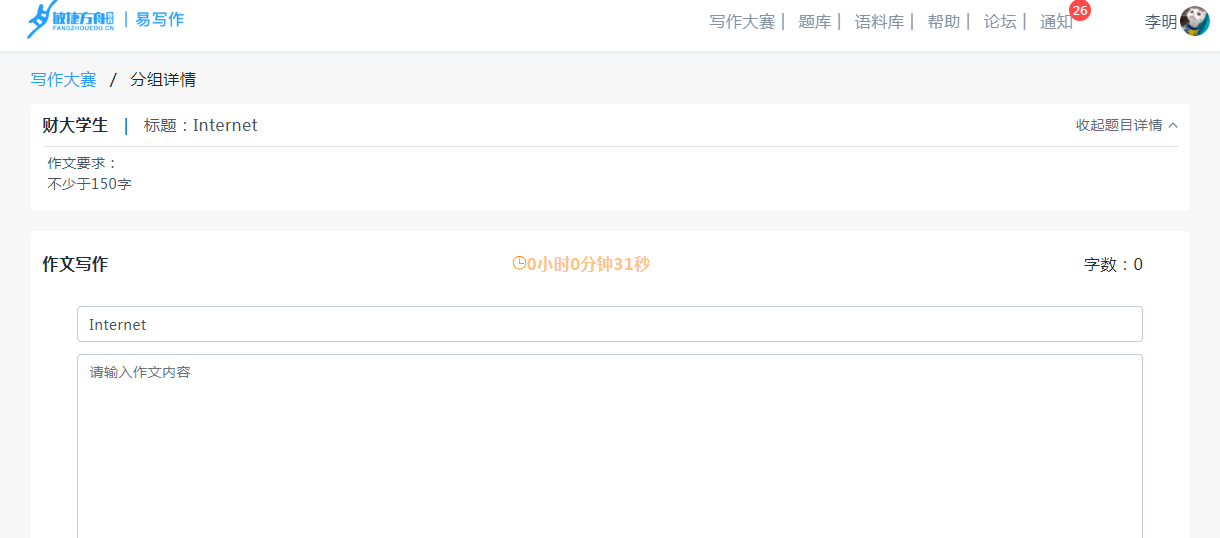 敏捷方舟 | 易写作
FANGZHOUEDU.CN
写作大赛 | 题库 | 语料库 | 帮助 | 论坛 | 通知 26 李明
写作大赛 / 分组详情
财大学生 | 标题：Internet 收起题目详情
作文要求：
不少于150字
作文写作 0小时0分钟31秒 字数：0
Internet
请输入作文内容